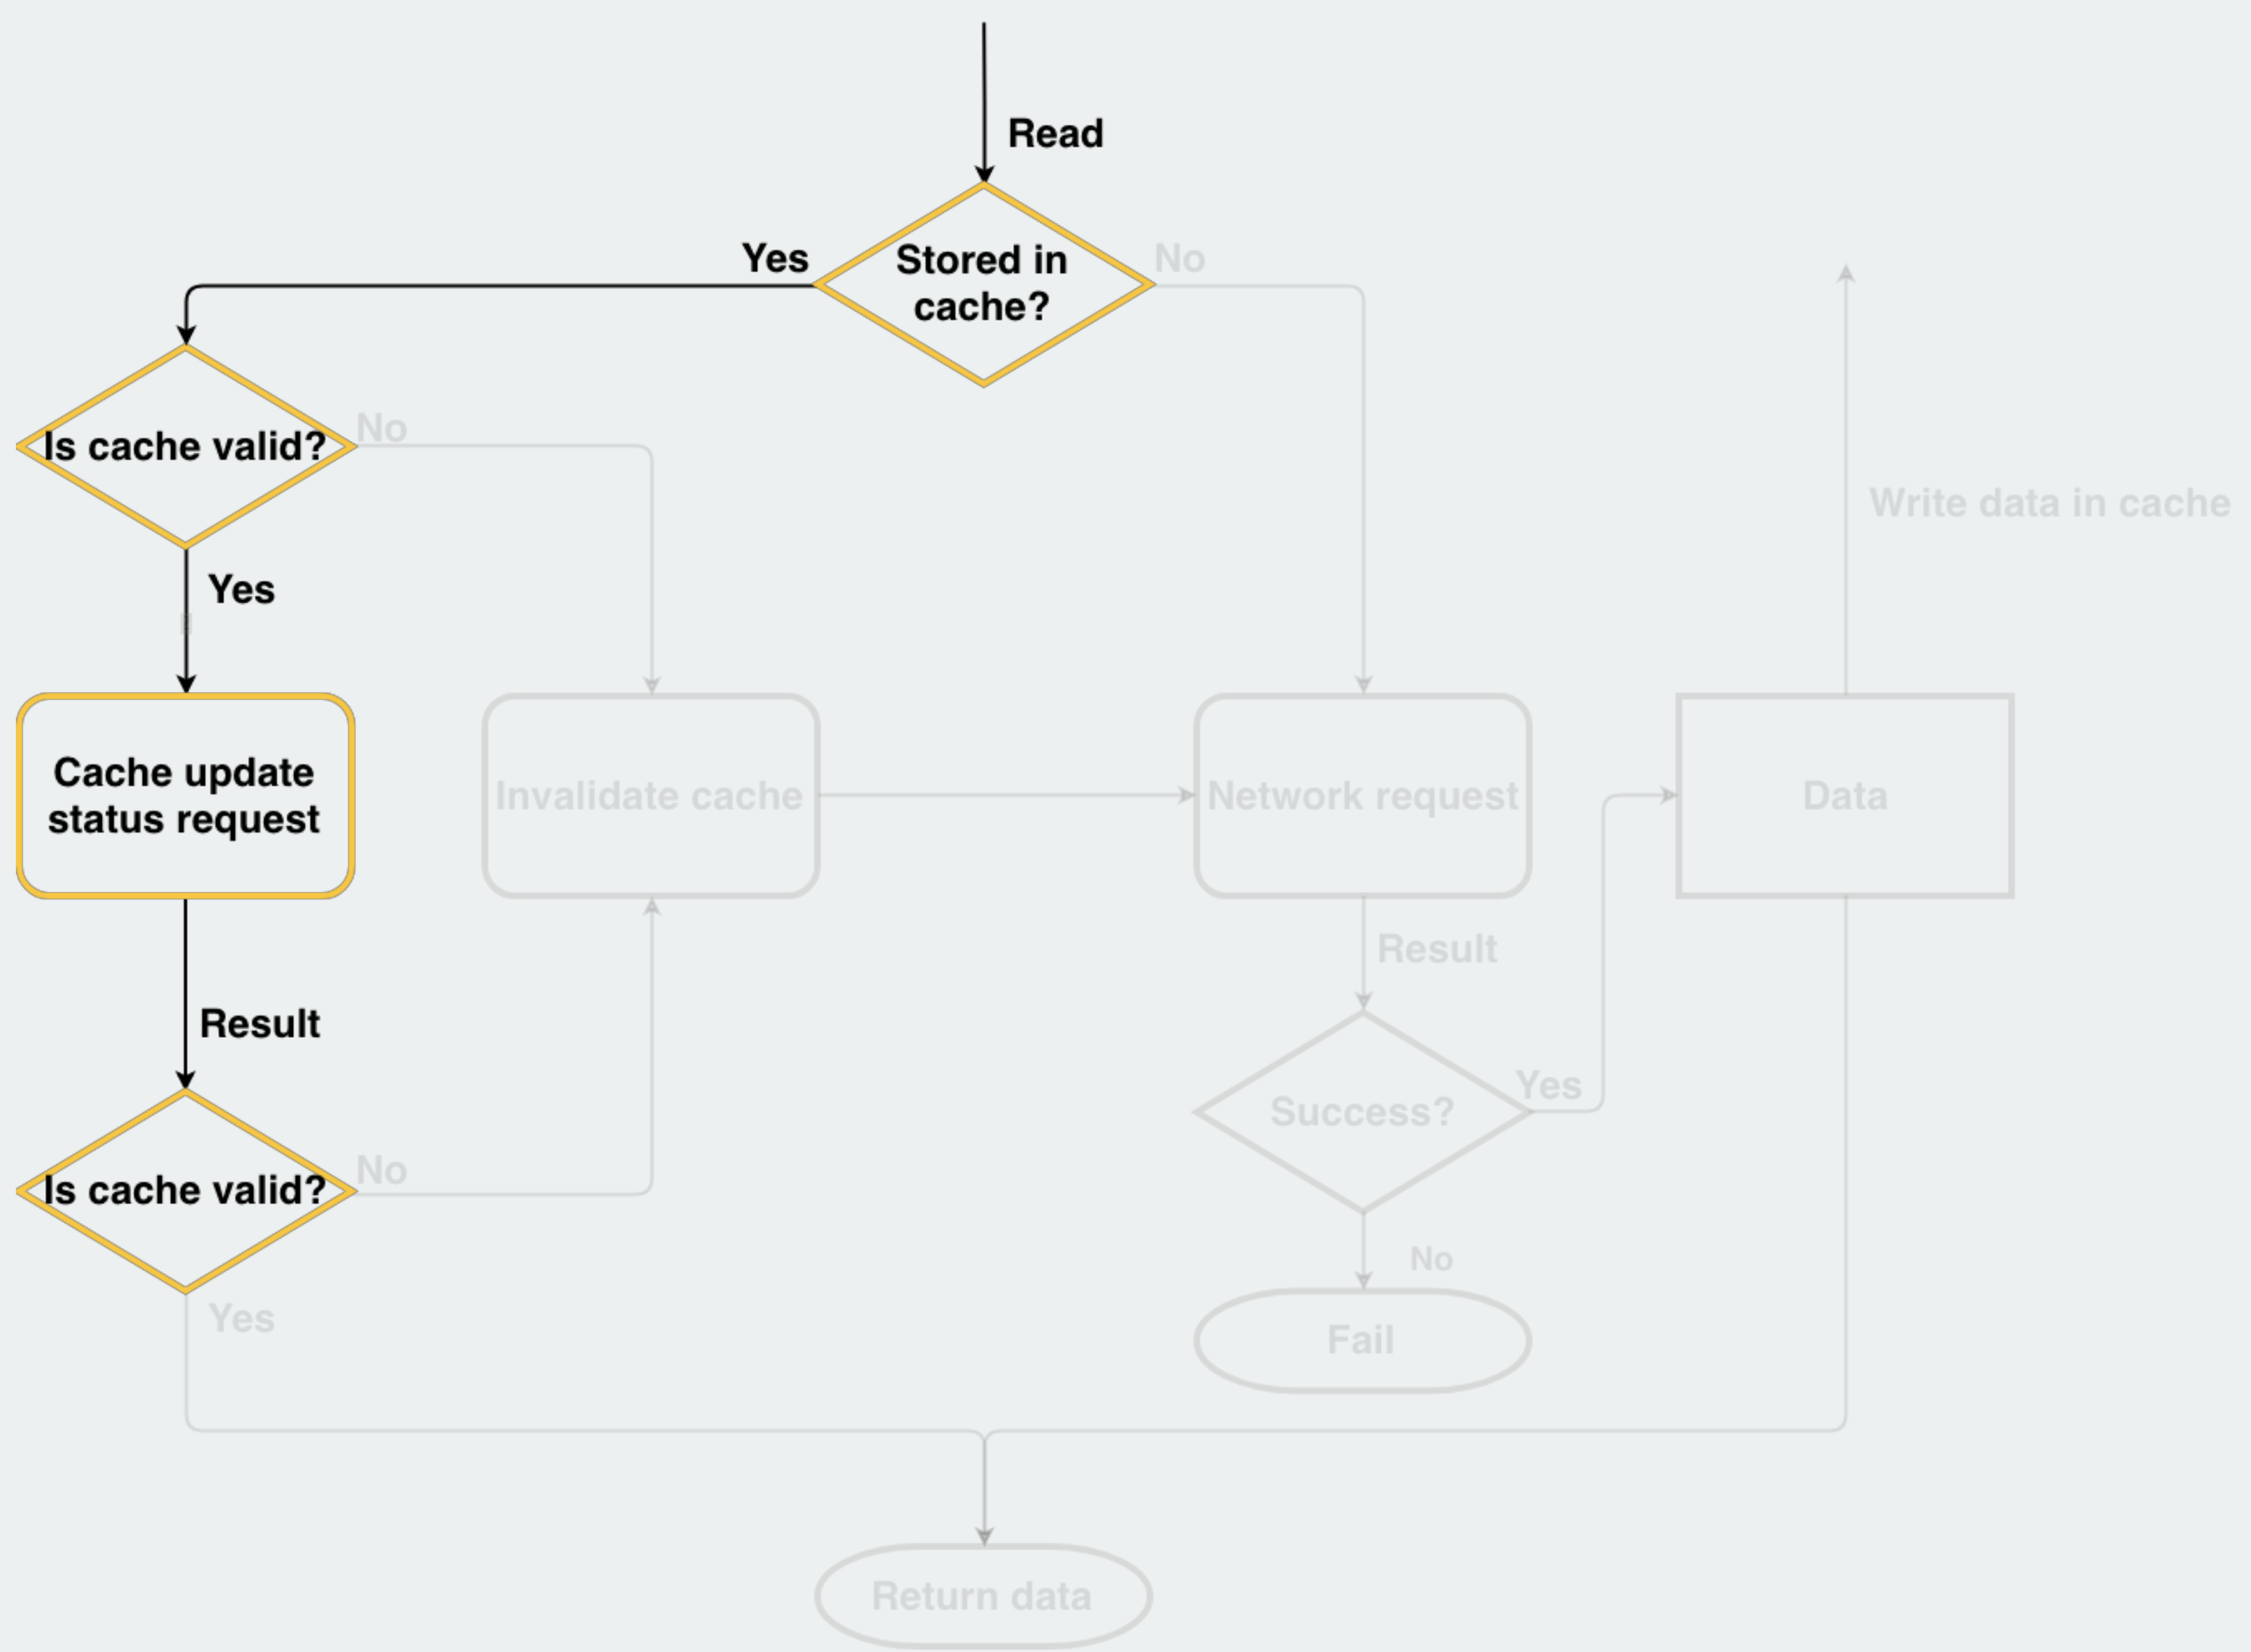 Read
Yes
Stored in
cache?
No
Is cache valid?
No
Write data in cache
Yes
Cache update
status request
Invalidate cache
Network request
Data
Result
Result
Success?
Yes
Is cache valid?
No
No
Yes
Fail
Return data